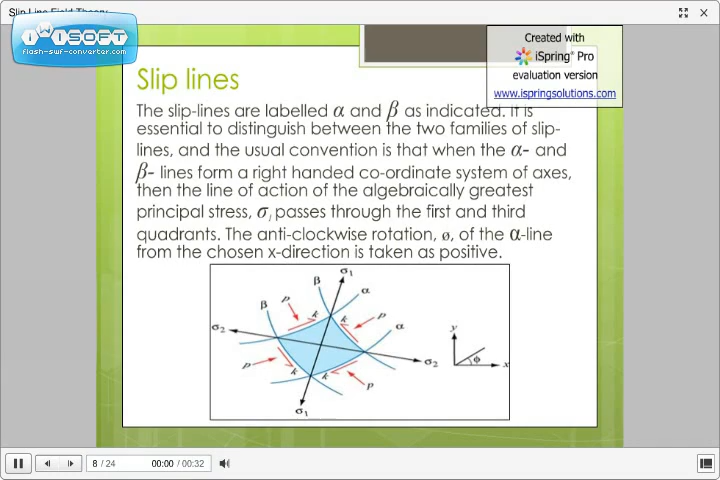 Slip Line Field Theory
iWiSOFT
flash-swf-converter.com
Created with
iSpring® Pro
evaluation version
www.ispringsolutions.com
Slip lines
The slip-lines are labelled α and β as indicated. It is
essential to distinguish between the two families of slip-
lines, and the usual convention is that when the α- and
β- lines form a right handed co-ordinate system of axes,
then the line of action of the algebraically greatest
principal stress, σ₁ passes through the first and third
quadrants. The anti-clockwise rotation, ø, of the α-line
from the chosen x-direction is taken as positive.
σ₁
β
α
β
p
k
k
p
α
σ₂
y
ϕ
x
σ₂
p
k
k
p
σ₁
8 / 24
00:00 / 00:32